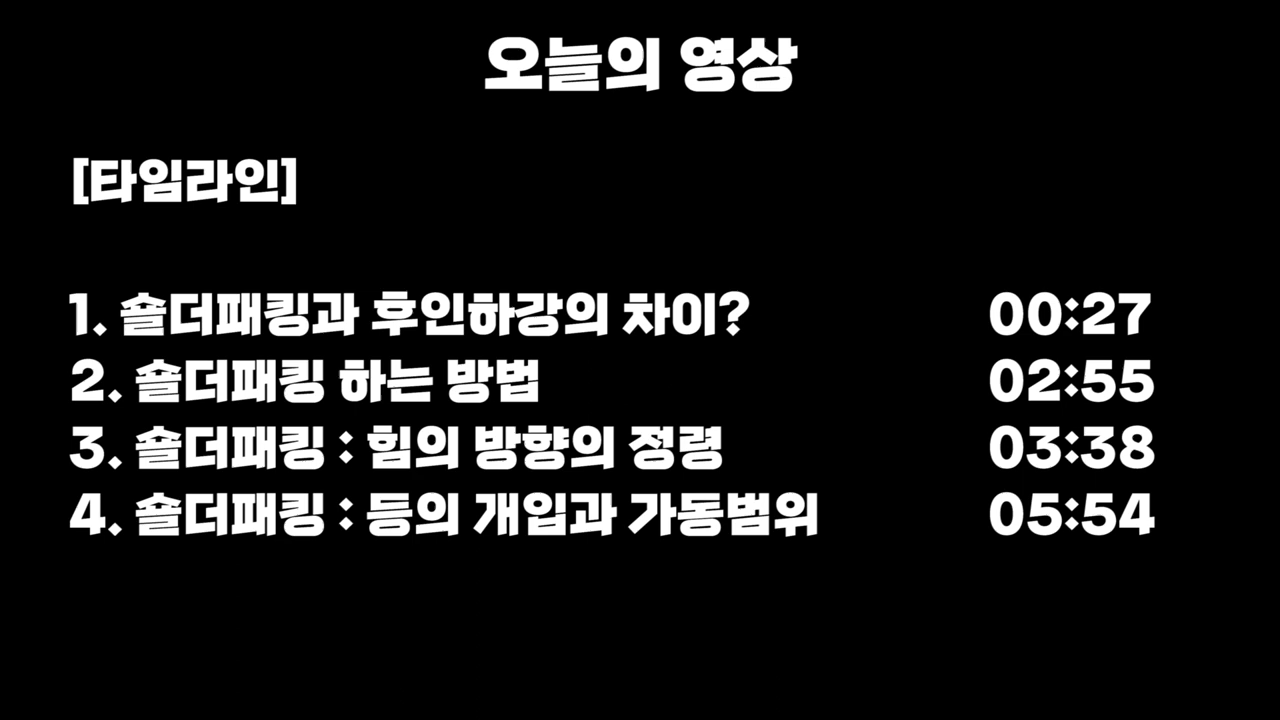 오늘의 영상
[타임라인]
1. 숄더패킹과 후인하강의 차이? 00:27
2. 숄더패킹 하는 방법 02:55
3. 숄더패킹 : 힘의 방향의 정령 03:38
4. 숄더패킹 : 등의 개입과 가동범위 05:54